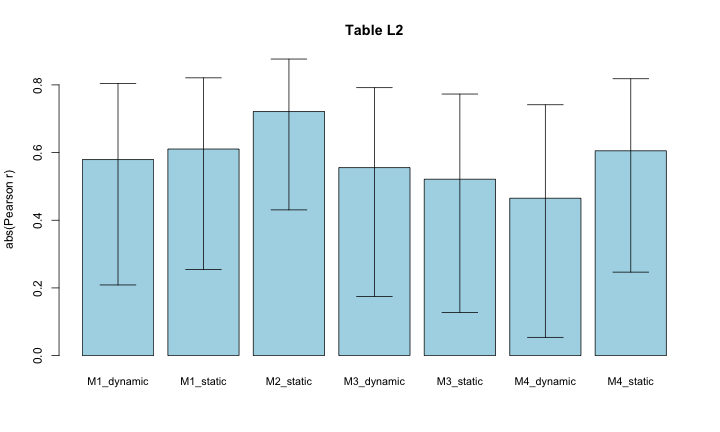 Table L2
abs(Pearson r)
0.8
0.6
0.4
0.2
0.0
M1_dynamic M1_static M2_static M3_dynamic M3_static M4_dynamic M4_static